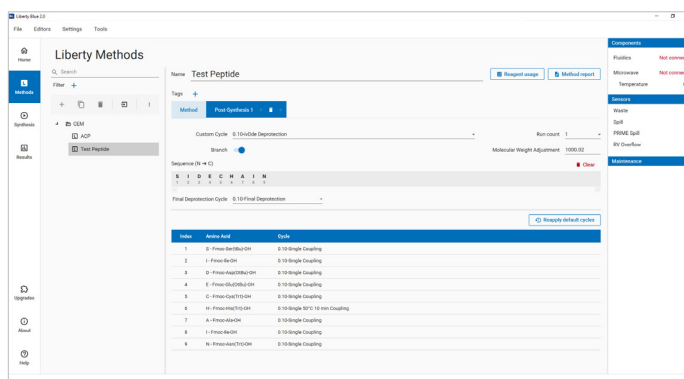 Liberty Blue 2.0
File Editors Settings Tools
Home
Methods
Synthesis
Results
Upgrades
About
Help
Liberty Methods
Search
Filter +
CEM
ACP
Test Peptide
Name Test Peptide
Reagent usage
Method report
Tags +
Method Post-Synthesis 1
Custom Cycle 0.10-ivDde Deprotection
Run count 1
Branch
Molecular Weight Adjustment 1000.02
Sequence (N → C)
Clear
S I D E C H A I N
1 2 3 4 5 6 7 8 9
Final Deprotection Cycle 0.10-Final Deprotection
Reapply default cycles
Index Amino Acid Cycle
1 S - Fmoc-Ser(tBu)-OH 0.10-Single Coupling
2 I - Fmoc-Ile-OH 0.10-Single Coupling
3 D - Fmoc-Asp(OtBu)-OH 0.10-Single Coupling
4 E - Fmoc-Glu(OtBu)-OH 0.10-Single Coupling
5 C - Fmoc-Cys(Trt)-OH 0.10-Single Coupling
6 H - Fmoc-His(Trt)-OH 0.10-Single 50°C 10 min Coupling
7 A - Fmoc-Ala-OH 0.10-Single Coupling
8 I - Fmoc-Ile-OH 0.10-Single Coupling
9 N - Fmoc-Asn(Trt)-OH 0.10-Single Coupling
Components
Fluidics Not conne
Microwave Not conne
Temperature
Sensors
Waste
Spill
PRIME Spill
RV Overflow
Maintenance